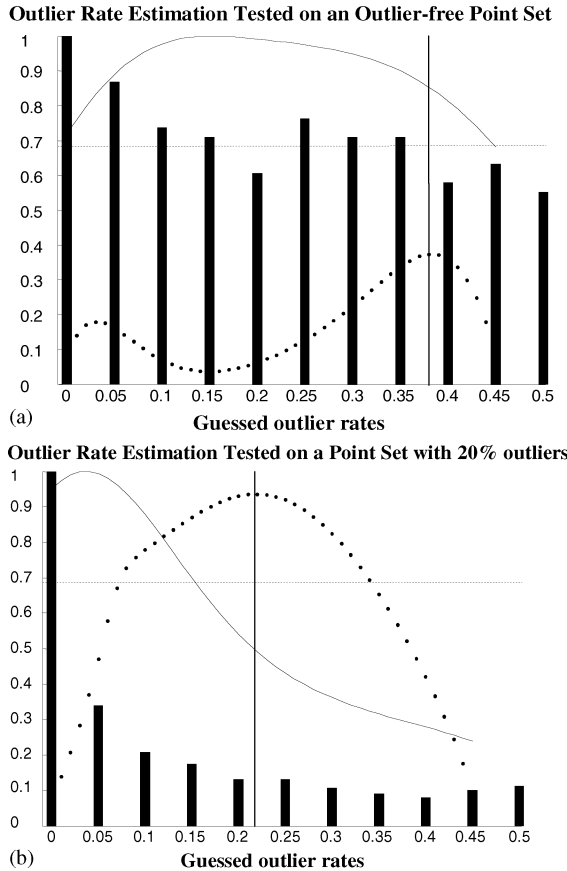 Outlier Rate Estimation Tested on an Outlier-free Point Set
1
0.9
0.8
0.7
0.6
0.5
0.4
0.3
0.2
0.1
0
0 0.05 0.1 0.15 0.2 0.25 0.3 0.35 0.4 0.45 0.5
(a)
Guessed outlier rates
Outlier Rate Estimation Tested on a Point Set with 20% outliers
1
0.9
0.8
0.7
0.6
0.5
0.4
0.3
0.2
0.1
0
0 0.05 0.1 0.15 0.2 0.25 0.3 0.35 0.4 0.45 0.5
(b)
Guessed outlier rates